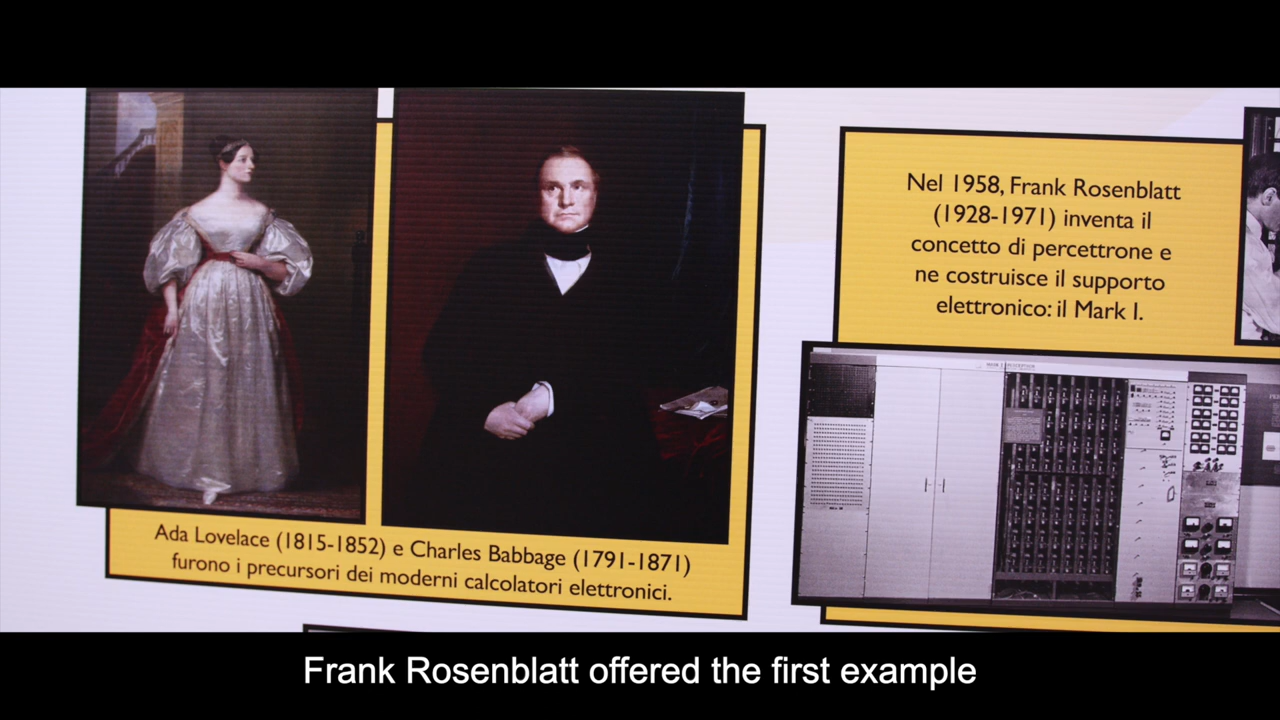 Nel 1958, Frank Rosenblatt
(1928-1971) inventa il
concetto di percettrone e
ne costruisce il supporto
elettronico: il Mark I.
Ada Lovelace (1815-1852) e Charles Babbage (1791-1871)
furono i precursori dei moderni calcolatori elettronici.
Frank Rosenblatt offered the first example